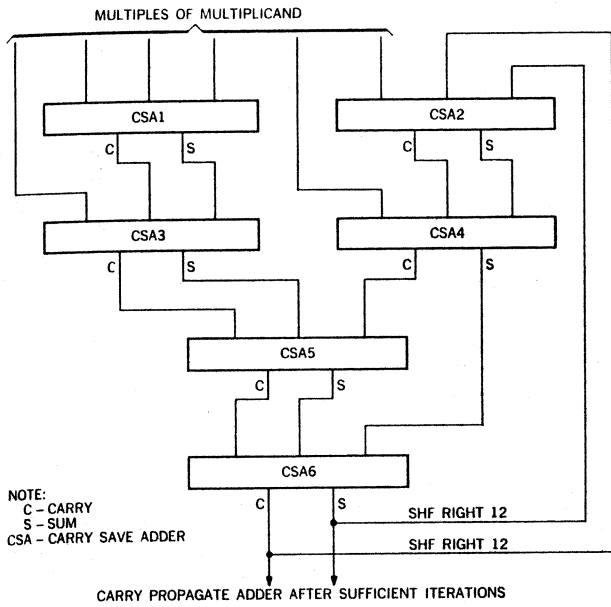 MULTIPLES OF MULTIPLICAND
CSA1
CSA2
C S
C S
CSA3
CSA4
C S
C S
CSA5
C S
CSA6
C S
NOTE:
C – CARRY
S – SUM
CSA – CARRY SAVE ADDER
SHF RIGHT 12
SHF RIGHT 12
CARRY PROPAGATE ADDER AFTER SUFFICIENT ITERATIONS